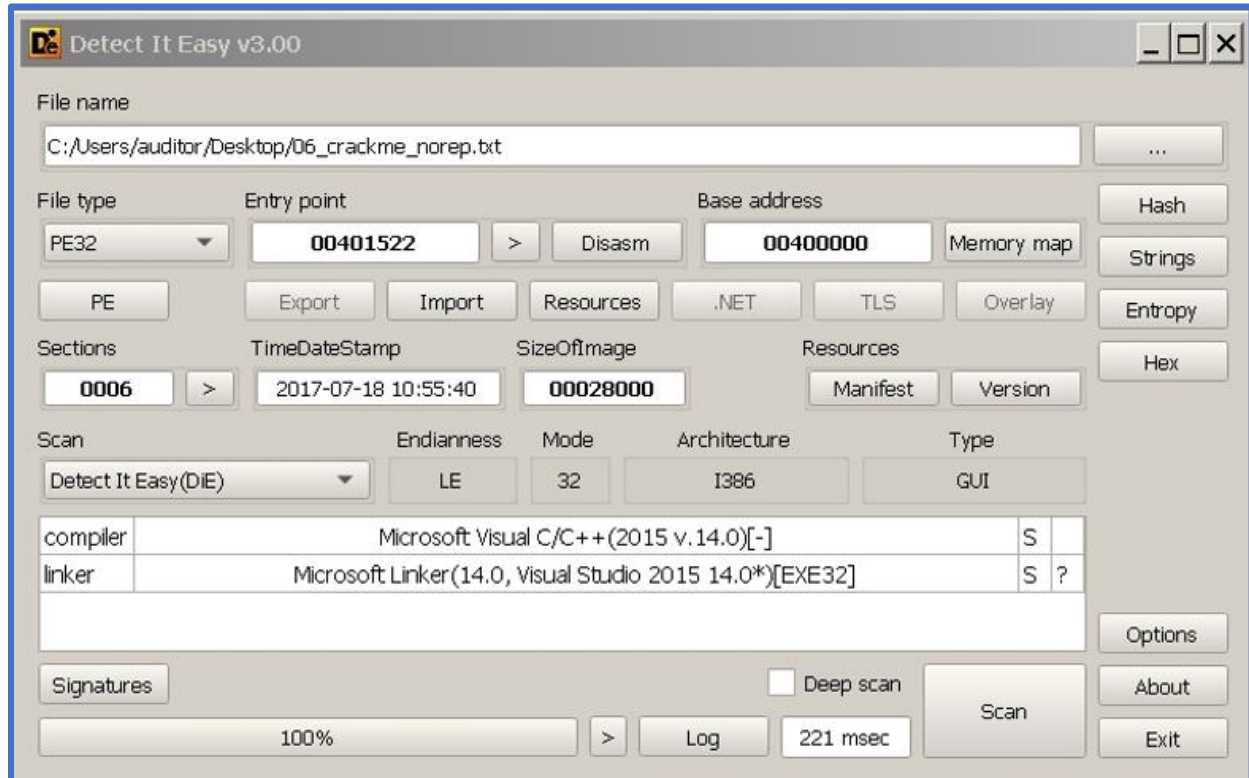 Detect It Easy v3.00
File name
C:/Users/auditor/Desktop/06_crackme_norep.txt ...
File type Entry point Base address Hash
PE32 00401522 > Disasm 00400000 Memory map Strings
PE Export Import Resources .NET TLS Overlay Entropy
Sections TimeDateStamp SizeOfImage Resources Hex
0006 > 2017-07-18 10:55:40 00028000 Manifest Version
Scan Endianness Mode Architecture Type
Detect It Easy(DiE) LE 32 I386 GUI
compiler Microsoft Visual C/C++(2015 v.14.0)[-] S
linker Microsoft Linker(14.0, Visual Studio 2015 14.0*)[EXE32] S ?
Options
Signatures Deep scan Scan About
100% > Log 221 msec Exit